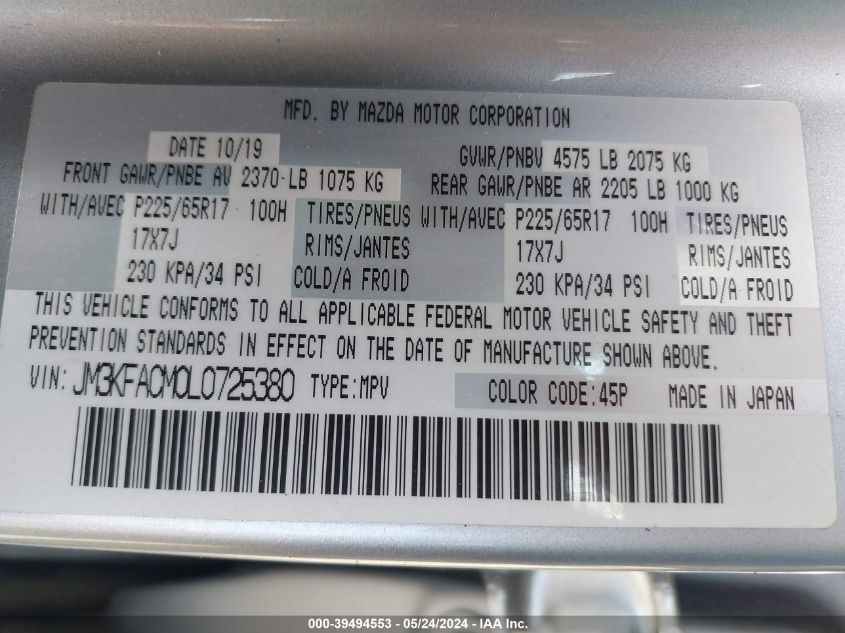 MFD. BY MAZDA MOTOR CORPORATION
DATE 10/19 GVWR/PNBV 4575 LB 2075 KG
FRONT GAWR/PNBE AV 2370 LB 1075 KG REAR GAWR/PNBE AR 2205 LB 1000 KG
WITH/AVEC P225/65R17 100H TIRES/PNEUS WITH/AVEC P225/65R17 100H TIRES/PNEUS
17X7J RIMS/JANTES 17X7J RIMS/JANTES
230 KPA/34 PSI COLD/A FROID 230 KPA/34 PSI COLD/A FROID
THIS VEHICLE CONFORMS TO ALL APPLICABLE FEDERAL MOTOR VEHICLE SAFETY AND THEFT
PREVENTION STANDARDS IN EFFECT ON THE DATE OF MANUFACTURE SHOWN ABOVE.
VIN: JM3KFACM0L0725380 TYPE:MPV COLOR CODE:45P MADE IN JAPAN
000-39494553 — 05/24/2024 — IAA Inc.